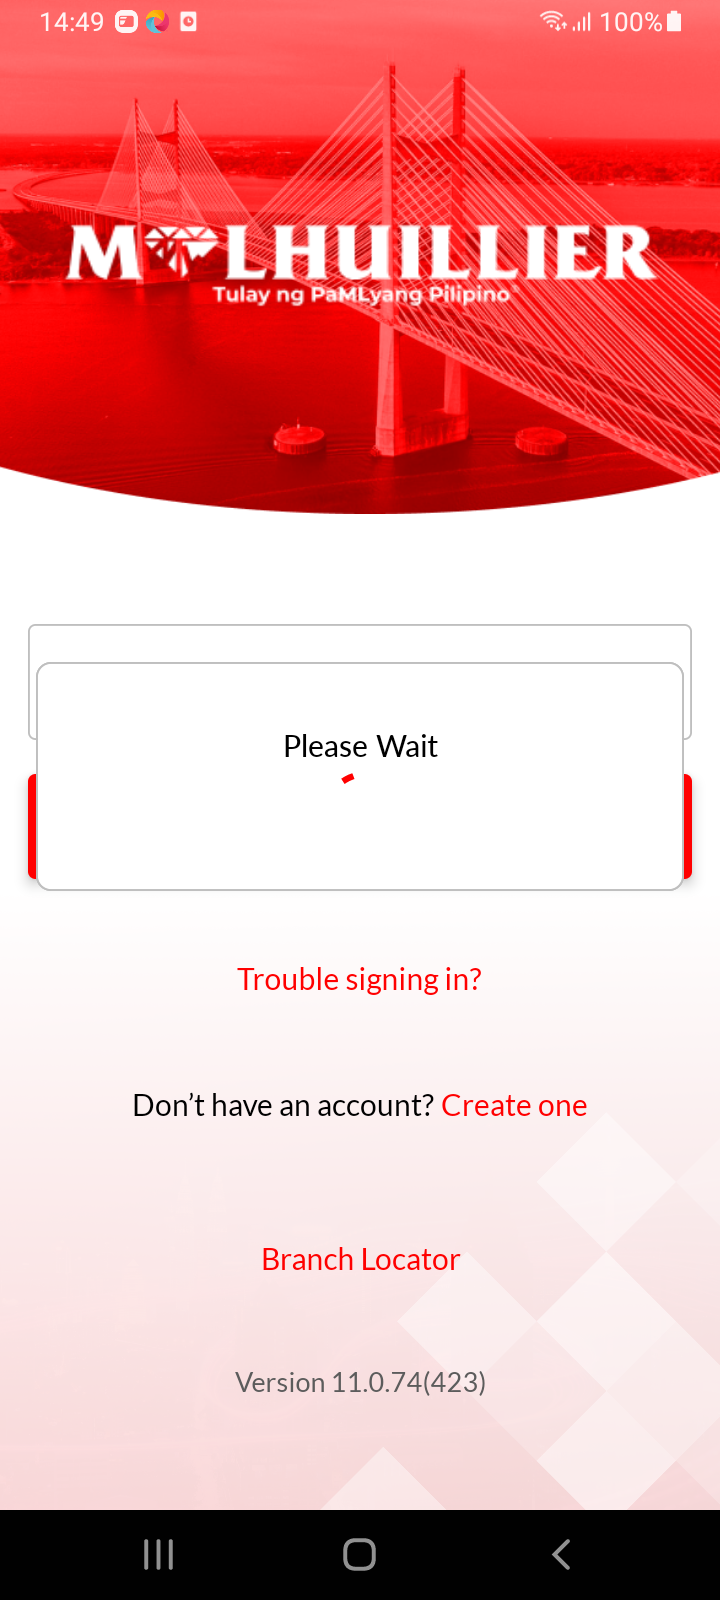 14:49
100%
M LHUILLIER
Tulay ng PaMLyang Pilipino
Please Wait
Trouble signing in?
Don’t have an account? Create one
Branch Locator
Version 11.0.74(423)